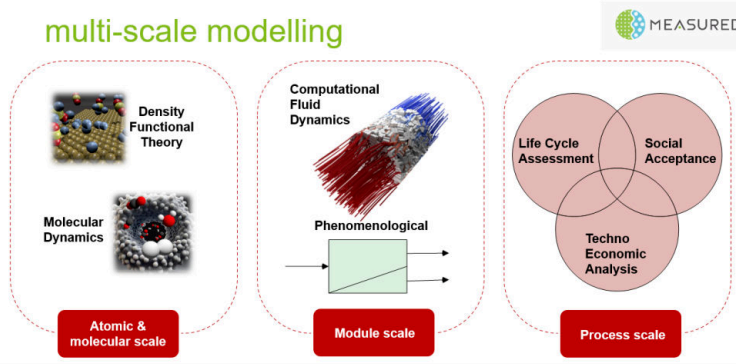 multi-scale modelling
MEASURED
Density
Functional
Theory
Molecular
Dynamics
Atomic &
molecular scale
Computational
Fluid
Dynamics
Phenomenological
Module scale
Life Cycle
Assessment
Social
Acceptance
Techno
Economic
Analysis
Process scale